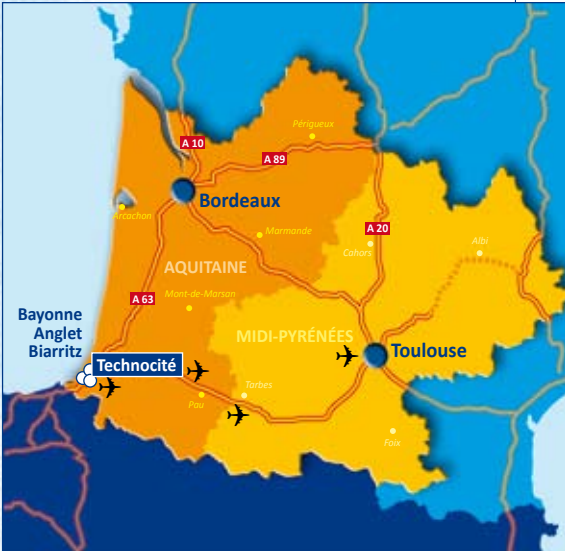 Périgueux
A 10
A 89
Bordeaux
Arcachon
A 20
Marmande
Albi
Cahors
AQUITAINE
A 63
Mont-de-Marsan
Bayonne
Anglet
Biarritz
MIDI-PYRÉNÉES
Toulouse
Technocité
Tarbes
Pau
Foix